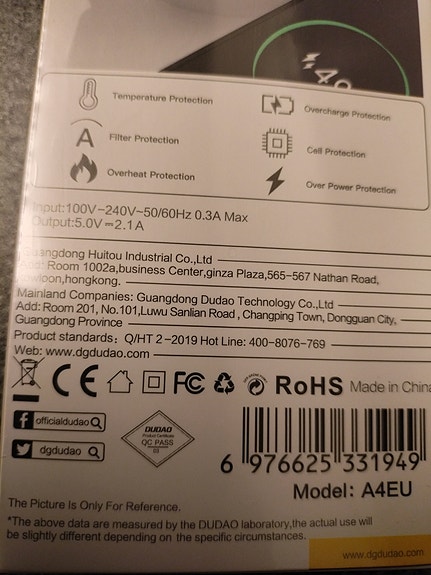 Temperature Protection
Overcharge Protection
A
Filter Protection
Cell Protection
Overheat Protection
Over Power Protection
Input:100V~240V~50/60Hz 0.3A Max
Output:5.0V⎓2.1A
Guangdong Huitou Industrial Co.,Ltd
Add: Room 1002a,business Center,ginza Plaza,565-567 Nathan Road,
hongkong.
Mainland Companies: Guangdong Dudao Technology Co.,Ltd
Add: Room 201, No.101,Luwu Sanlian Road , Changping Town, Dongguan City,
Guangdong Province
Product standards: Q/HT 2-2019 Hot Line: 400-8076-769
Web: www.dgdudao.com
CE FC RoHS Made in China
officialdudao
dgdudao
DUDAO
Product Certificate
QC PASS
03
6 976625 331949
Model: A4EU
The Picture Is Only For Reference.
*The above data are measured by the DUDAO laboratory,the actual use will
be slightly different depending on the specific circumstances.
www.dgdudao.com